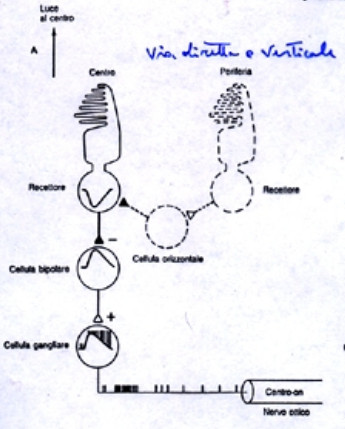 Luce
al centro
A
Via diretta e verticale
Centro
Periferia
Recettore
Recettore
−
Cellula orizzontale
Cellula bipolare
+
Cellula gangliare
Centro-on
Nervo ottico